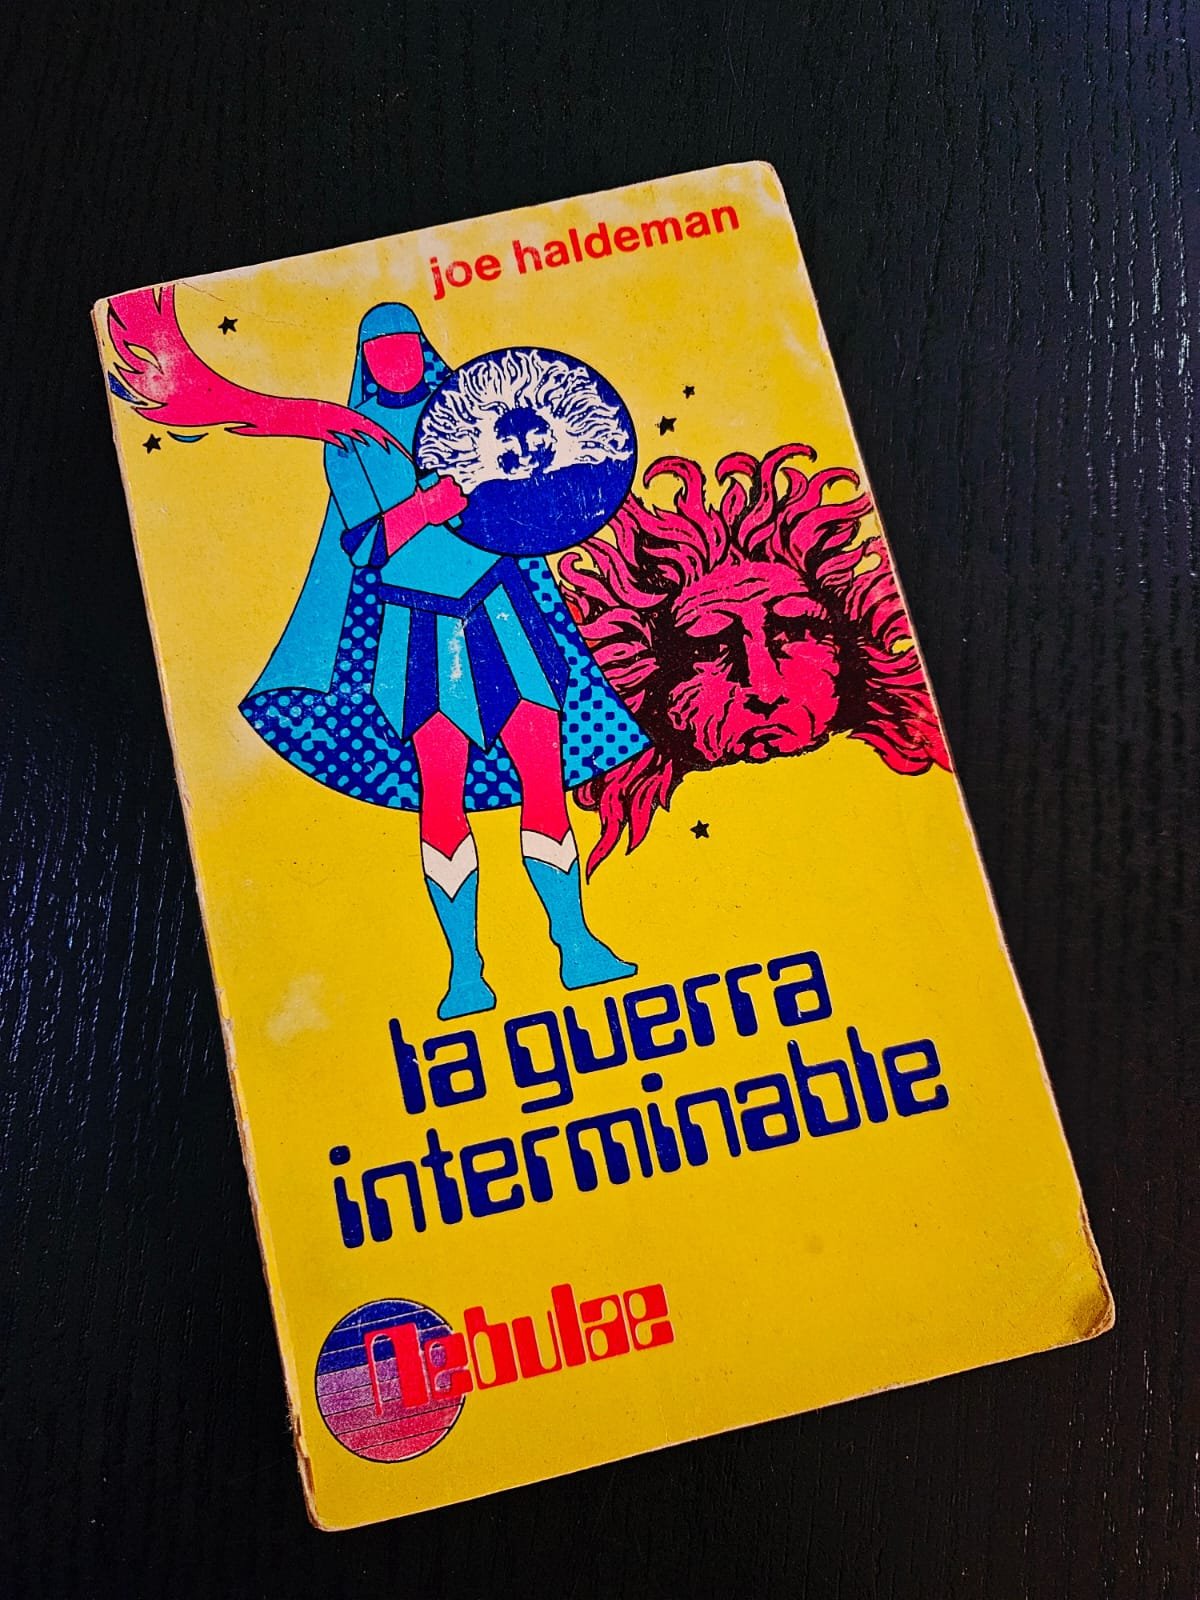 joe haldeman
la guerra
interminable
nebulae